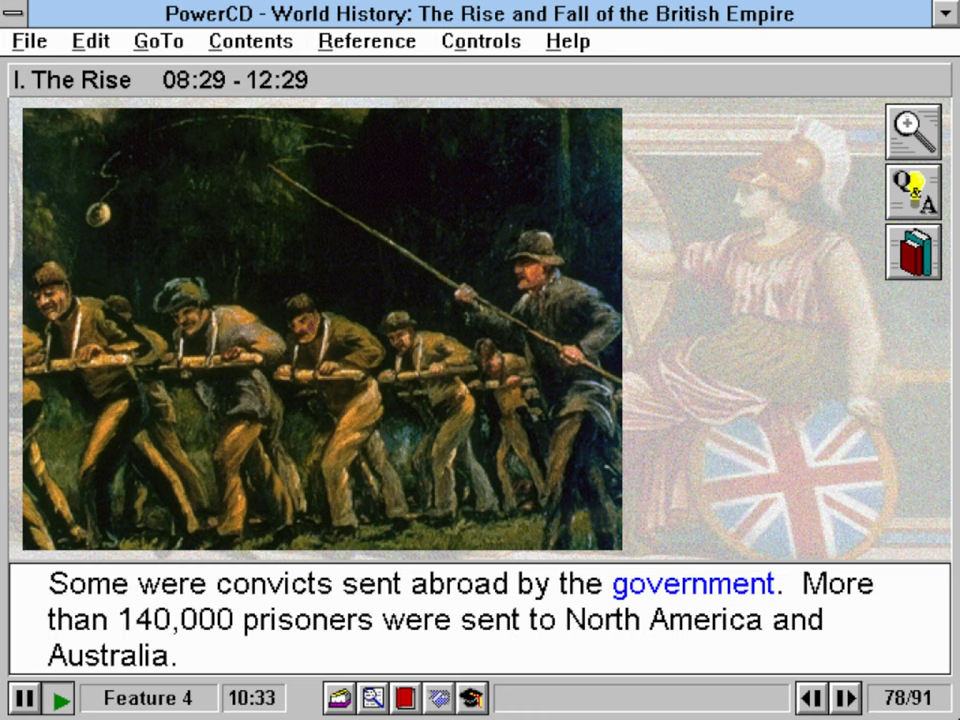 PowerCD - World History: The Rise and Fall of the British Empire
File Edit GoTo Contents Reference Controls Help
I. The Rise 08:29 - 12:29
Q & A
Some were convicts sent abroad by the government. More
than 140,000 prisoners were sent to North America and
Australia.
Feature 4 10:33 78/91